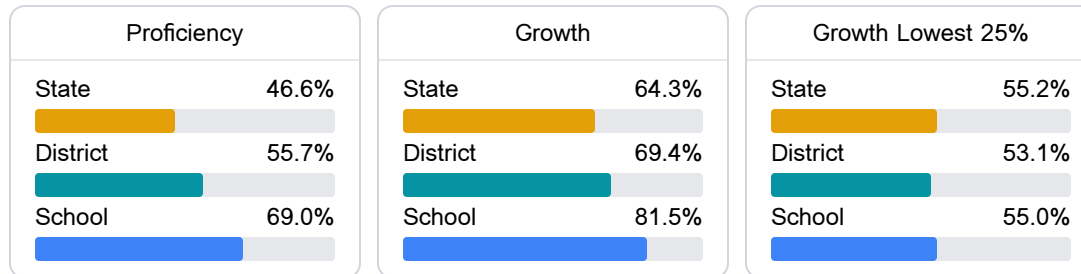 Proficiency
State 46.6%
District 55.7%
School 69.0%
Growth
State 64.3%
District 69.4%
School 81.5%
Growth Lowest 25%
State 55.2%
District 53.1%
School 55.0%